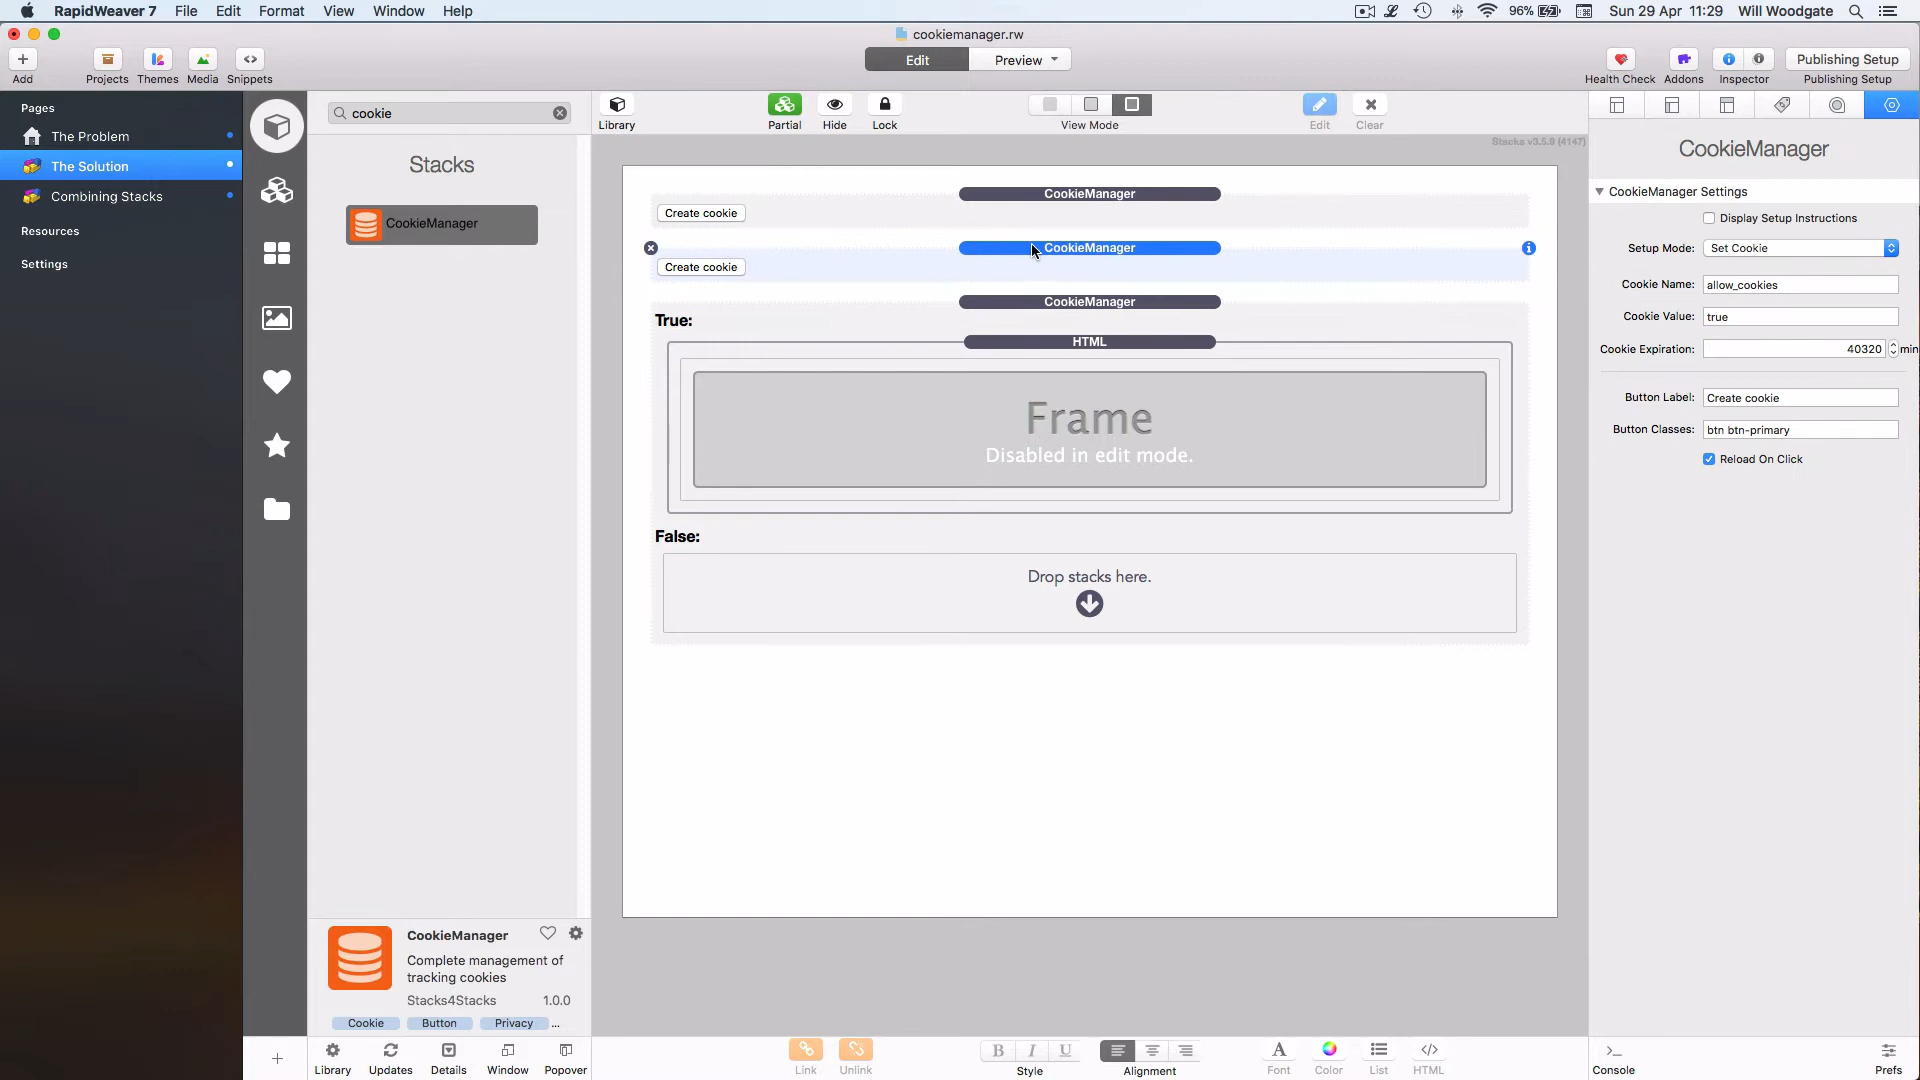 RapidWeaver 7 File Edit Format View Window Help
96% Sun 29 Apr 11:29 Will Woodgate
cookiemanager.rw
Edit Preview
Publishing Setup
Add Projects Themes Media Snippets
Health Check Addons Inspector Publishing Setup
Pages
The Problem
The Solution
Combining Stacks
Resources
Settings
cookie
Stacks
CookieManager
CookieManager
Complete management of
tracking cookies
Stacks4Stacks 1.0.0
Cookie Button Privacy ...
Library Updates Details Window Popover
Library Partial Hide Lock View Mode Edit Clear
Stacks v3.5.9 (4147)
CookieManager
Create cookie
CookieManager
Create cookie
CookieManager
True:
HTML
Frame
Disabled in edit mode.
False:
Drop stacks here.
Link Unlink
B I U
Style Alignment Font Color List HTML
CookieManager
CookieManager Settings
Display Setup Instructions
Setup Mode: Set Cookie
Cookie Name: allow_cookies
Cookie Value: true
Cookie Expiration: 40320 min
Button Label: Create cookie
Button Classes: btn btn-primary
Reload On Click
Console Prefs